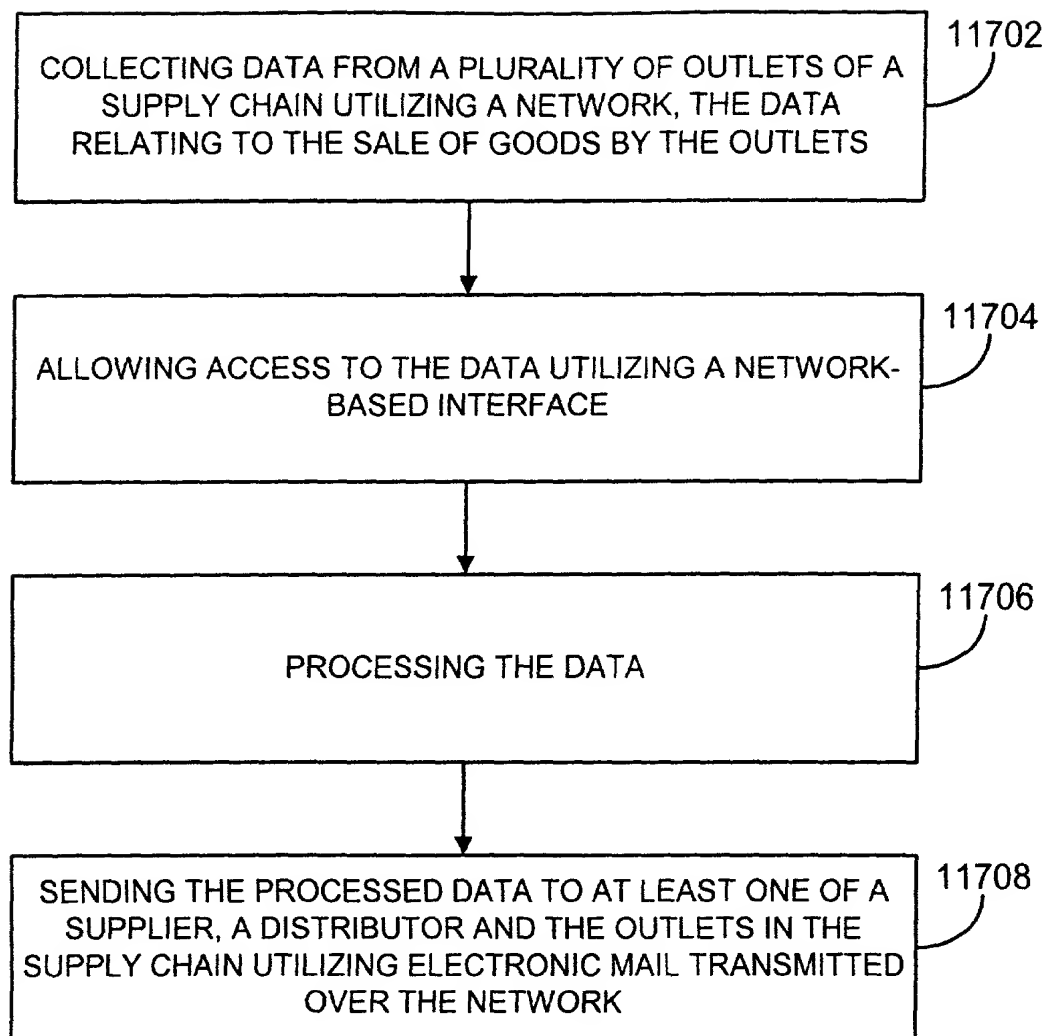 11702
COLLECTING DATA FROM A PLURALITY OF OUTLETS OF A
SUPPLY CHAIN UTILIZING A NETWORK, THE DATA
RELATING TO THE SALE OF GOODS BY THE OUTLETS
11704
ALLOWING ACCESS TO THE DATA UTILIZING A NETWORK-
BASED INTERFACE
11706
PROCESSING THE DATA
11708
SENDING THE PROCESSED DATA TO AT LEAST ONE OF A
SUPPLIER, A DISTRIBUTOR AND THE OUTLETS IN THE
SUPPLY CHAIN UTILIZING ELECTRONIC MAIL TRANSMITTED
OVER THE NETWORK